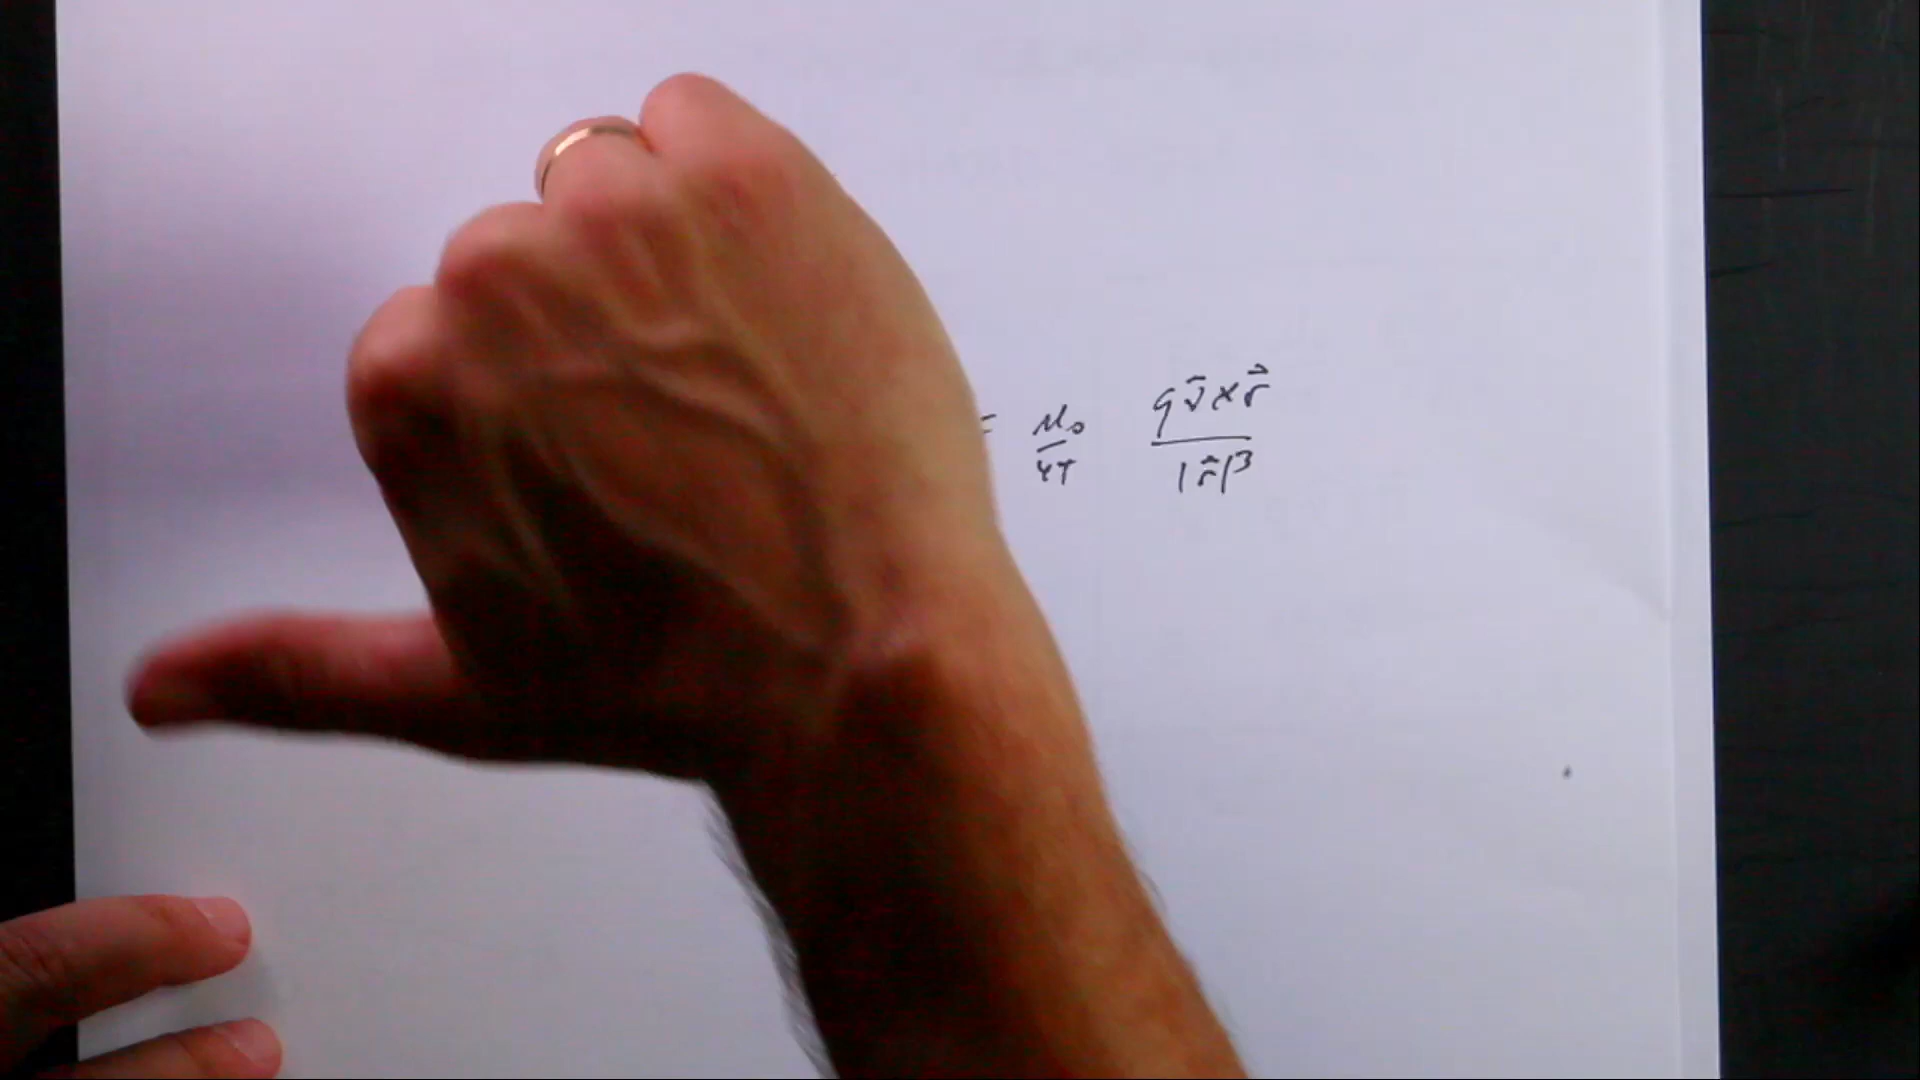 = μ₀/4π q v⃗ × r⃗ / |r⃗|³